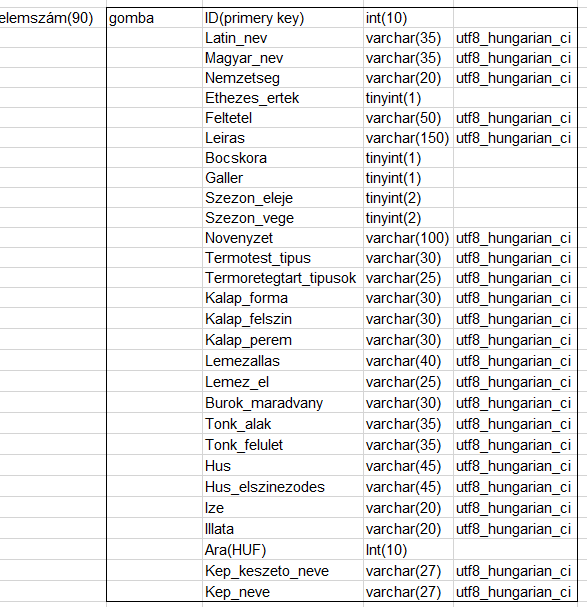 elemszám(90) gomba ID(primery key) int(10)
Latin_nev varchar(35) utf8_hungarian_ci
Magyar_nev varchar(35) utf8_hungarian_ci
Nemzetseg varchar(20) utf8_hungarian_ci
Ethezes_ertek tinyint(1)
Feltetel varchar(50) utf8_hungarian_ci
Leiras varchar(150) utf8_hungarian_ci
Bocskora tinyint(1)
Galler tinyint(1)
Szezon_eleje tinyint(2)
Szezon_vege tinyint(2)
Novenyzet varchar(100) utf8_hungarian_ci
Termotest_tipus varchar(30) utf8_hungarian_ci
Termoretegtart_tipusok varchar(25) utf8_hungarian_ci
Kalap_forma varchar(30) utf8_hungarian_ci
Kalap_felszin varchar(30) utf8_hungarian_ci
Kalap_perem varchar(30) utf8_hungarian_ci
Lemezallas varchar(40) utf8_hungarian_ci
Lemez_el varchar(25) utf8_hungarian_ci
Burok_maradvany varchar(30) utf8_hungarian_ci
Tonk_alak varchar(35) utf8_hungarian_ci
Tonk_felulet varchar(35) utf8_hungarian_ci
Hus varchar(45) utf8_hungarian_ci
Hus_elszinezodes varchar(45) utf8_hungarian_ci
Ize varchar(20) utf8_hungarian_ci
Illata varchar(20) utf8_hungarian_ci
Ara(HUF) Int(10)
Kep_keszeto_neve varchar(27) utf8_hungarian_ci
Kep_neve varchar(27) utf8_hungarian_ci